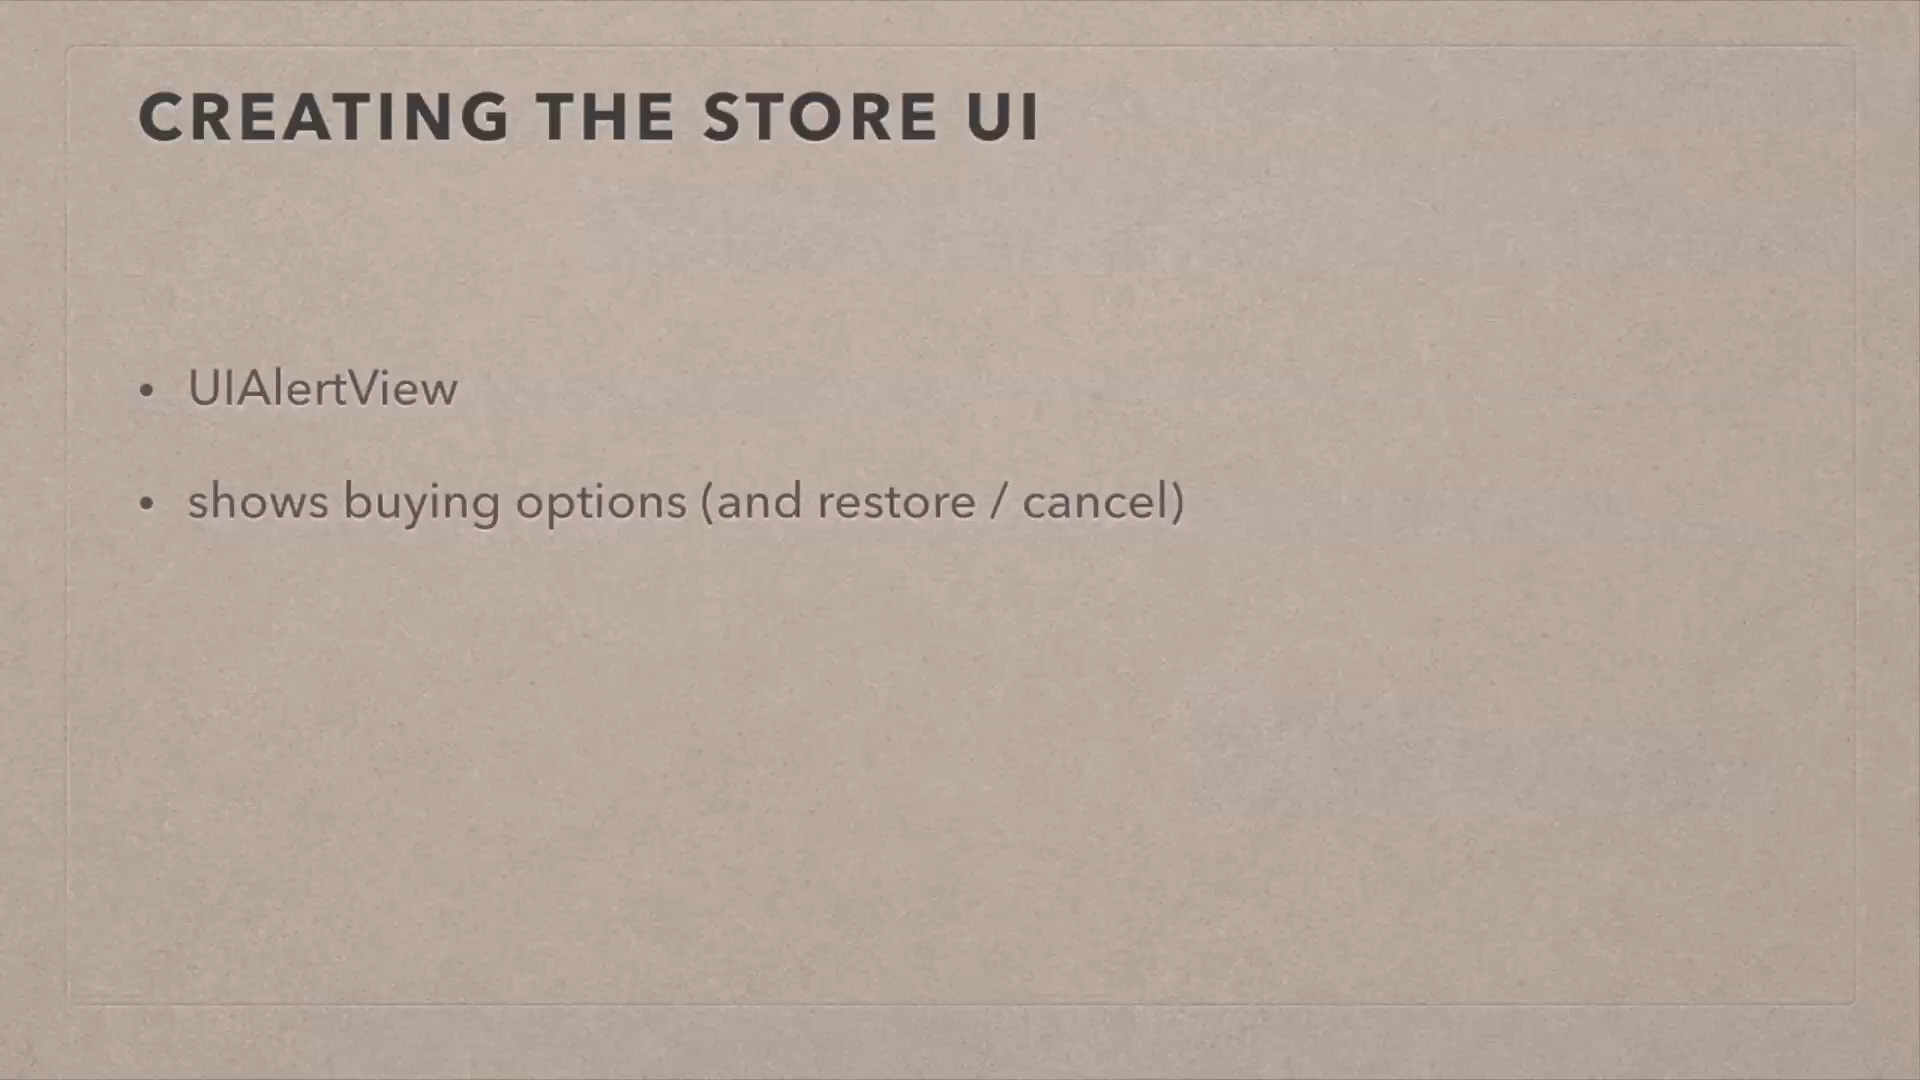 CREATING THE STORE UI
• UIAlertView
• shows buying options (and restore / cancel)